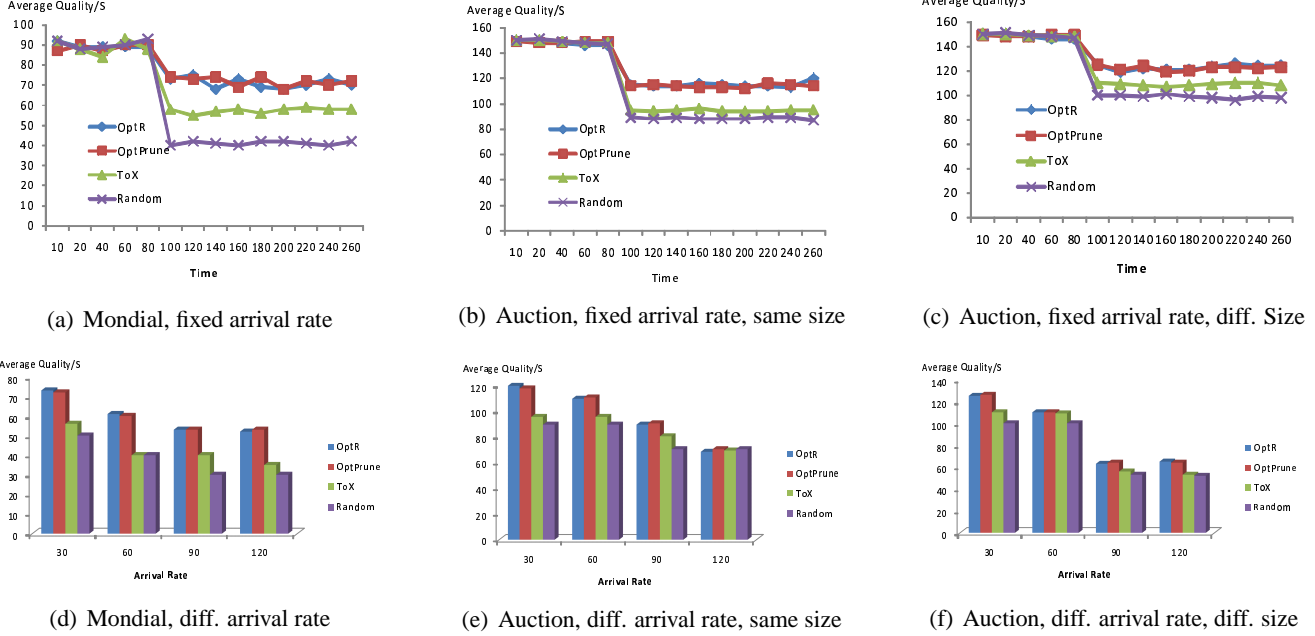 Average Quality/S
100
90
80
70
60
50
40
30
20
10
0
OptR
OptPrune
ToX
Random
10 20 40 60 80 100 120 140 160 180 200 220 240 260
Time
(a) Mondial, fixed arrival rate
Average Quality/S
160
140
120
100
80
60
40
20
0
OptR
OptPrune
ToX
Random
10 20 40 60 80 100 120 140 160 180 200 220 240 260
Time
(b) Auction, fixed arrival rate, same size
Average Quality/S
160
140
120
100
80
60
40
20
0
OptR
OptPrune
ToX
Random
10 20 40 60 80 100 120 140 160 180 200 220 240 260
Time
(c) Auction, fixed arrival rate, diff. Size
Average Quality/S
80
70
60
50
40
30
20
10
0
30 60 90 120
Arrival Rate
OptR
OptPrune
ToX
Random
(d) Mondial, diff. arrival rate
Average Quality/S
120
100
80
60
40
20
0
30 60 90 120
Arrival Rate
OptR
OptPrune
ToX
Random
(e) Auction, diff. arrival rate, same size
Average Quality/S
140
120
100
80
60
40
20
0
30 60 90 120
Arrival Rate
OptR
OptPrune
ToX
Random
(f) Auction, diff. arrival rate, diff. size